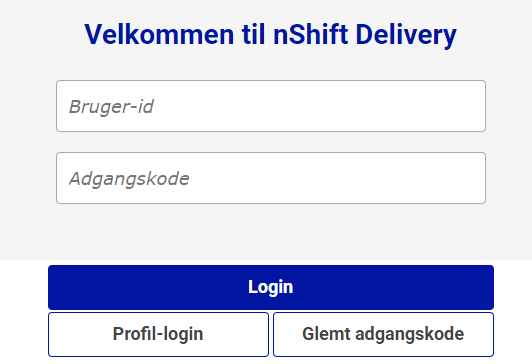 Velkommen til nShift Delivery
Bruger-id
Adgangskode
Login
Profil-login
Glemt adgangskode